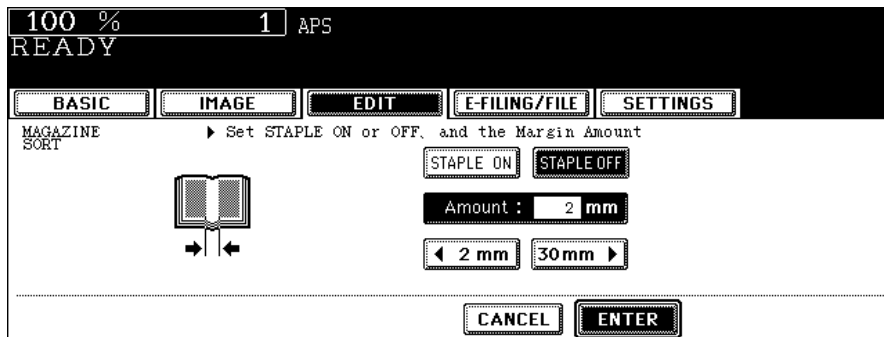 100 % 1 APS
READY
BASIC IMAGE EDIT E-FILING/FILE SETTINGS
MAGAZINE SORT
Set STAPLE ON or OFF, and the Margin Amount
STAPLE ON STAPLE OFF
Amount : 2 mm
2 mm 30mm
CANCEL ENTER